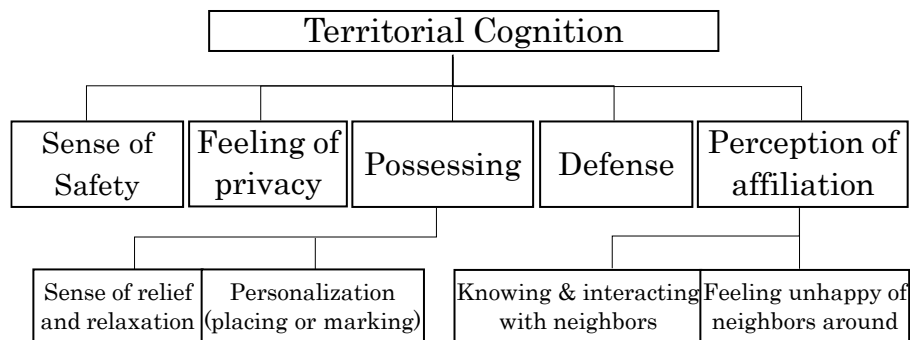 Territorial Cognition
Sense of
Safety
Feeling of
privacy
Possessing
Defense
Perception of
affiliation
Sense of relief
and relaxation
Personalization
(placing or marking)
Knowing & interacting
with neighbors
Feeling unhappy of
neighbors around